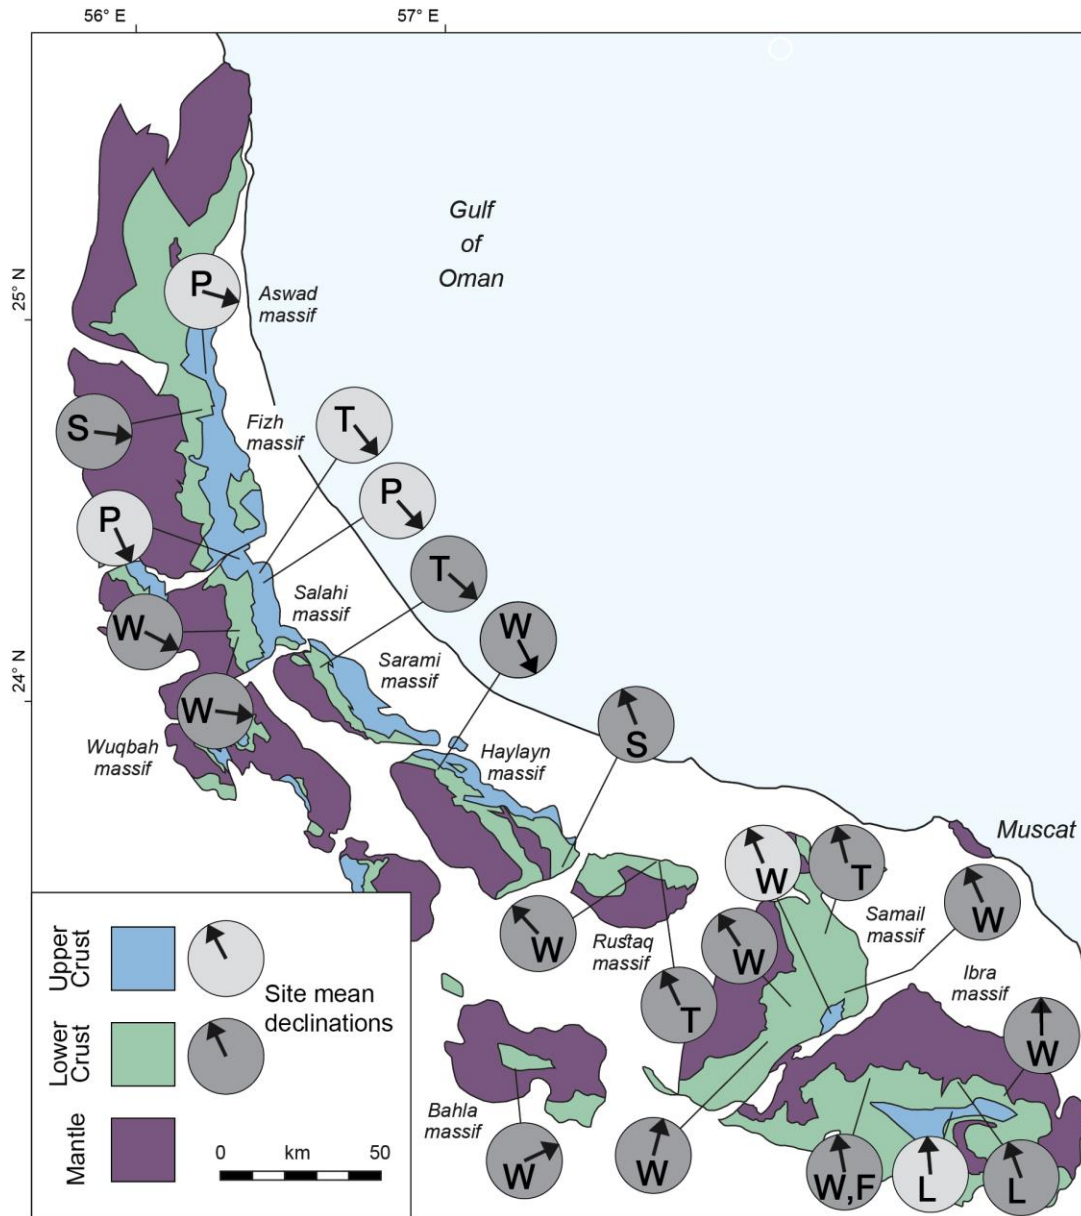 56° E
57° E
25° N
24° N
Gulf
of
Oman
P
Aswad
massif
S
Fizh
massif
T
P
P
T
W
Salahi
massif
W
Sarami
massif
W
S
Wuqbah
massif
Haylayn
massif
Muscat
W
T
W
W
W
Rustaq
massif
Samail
massif
T
Ibra
massif
W
Bahla
massif
W
W
W,F
L
L
Upper
Crust
Lower
Crust
Mantle
Site mean
declinations
0
km
50